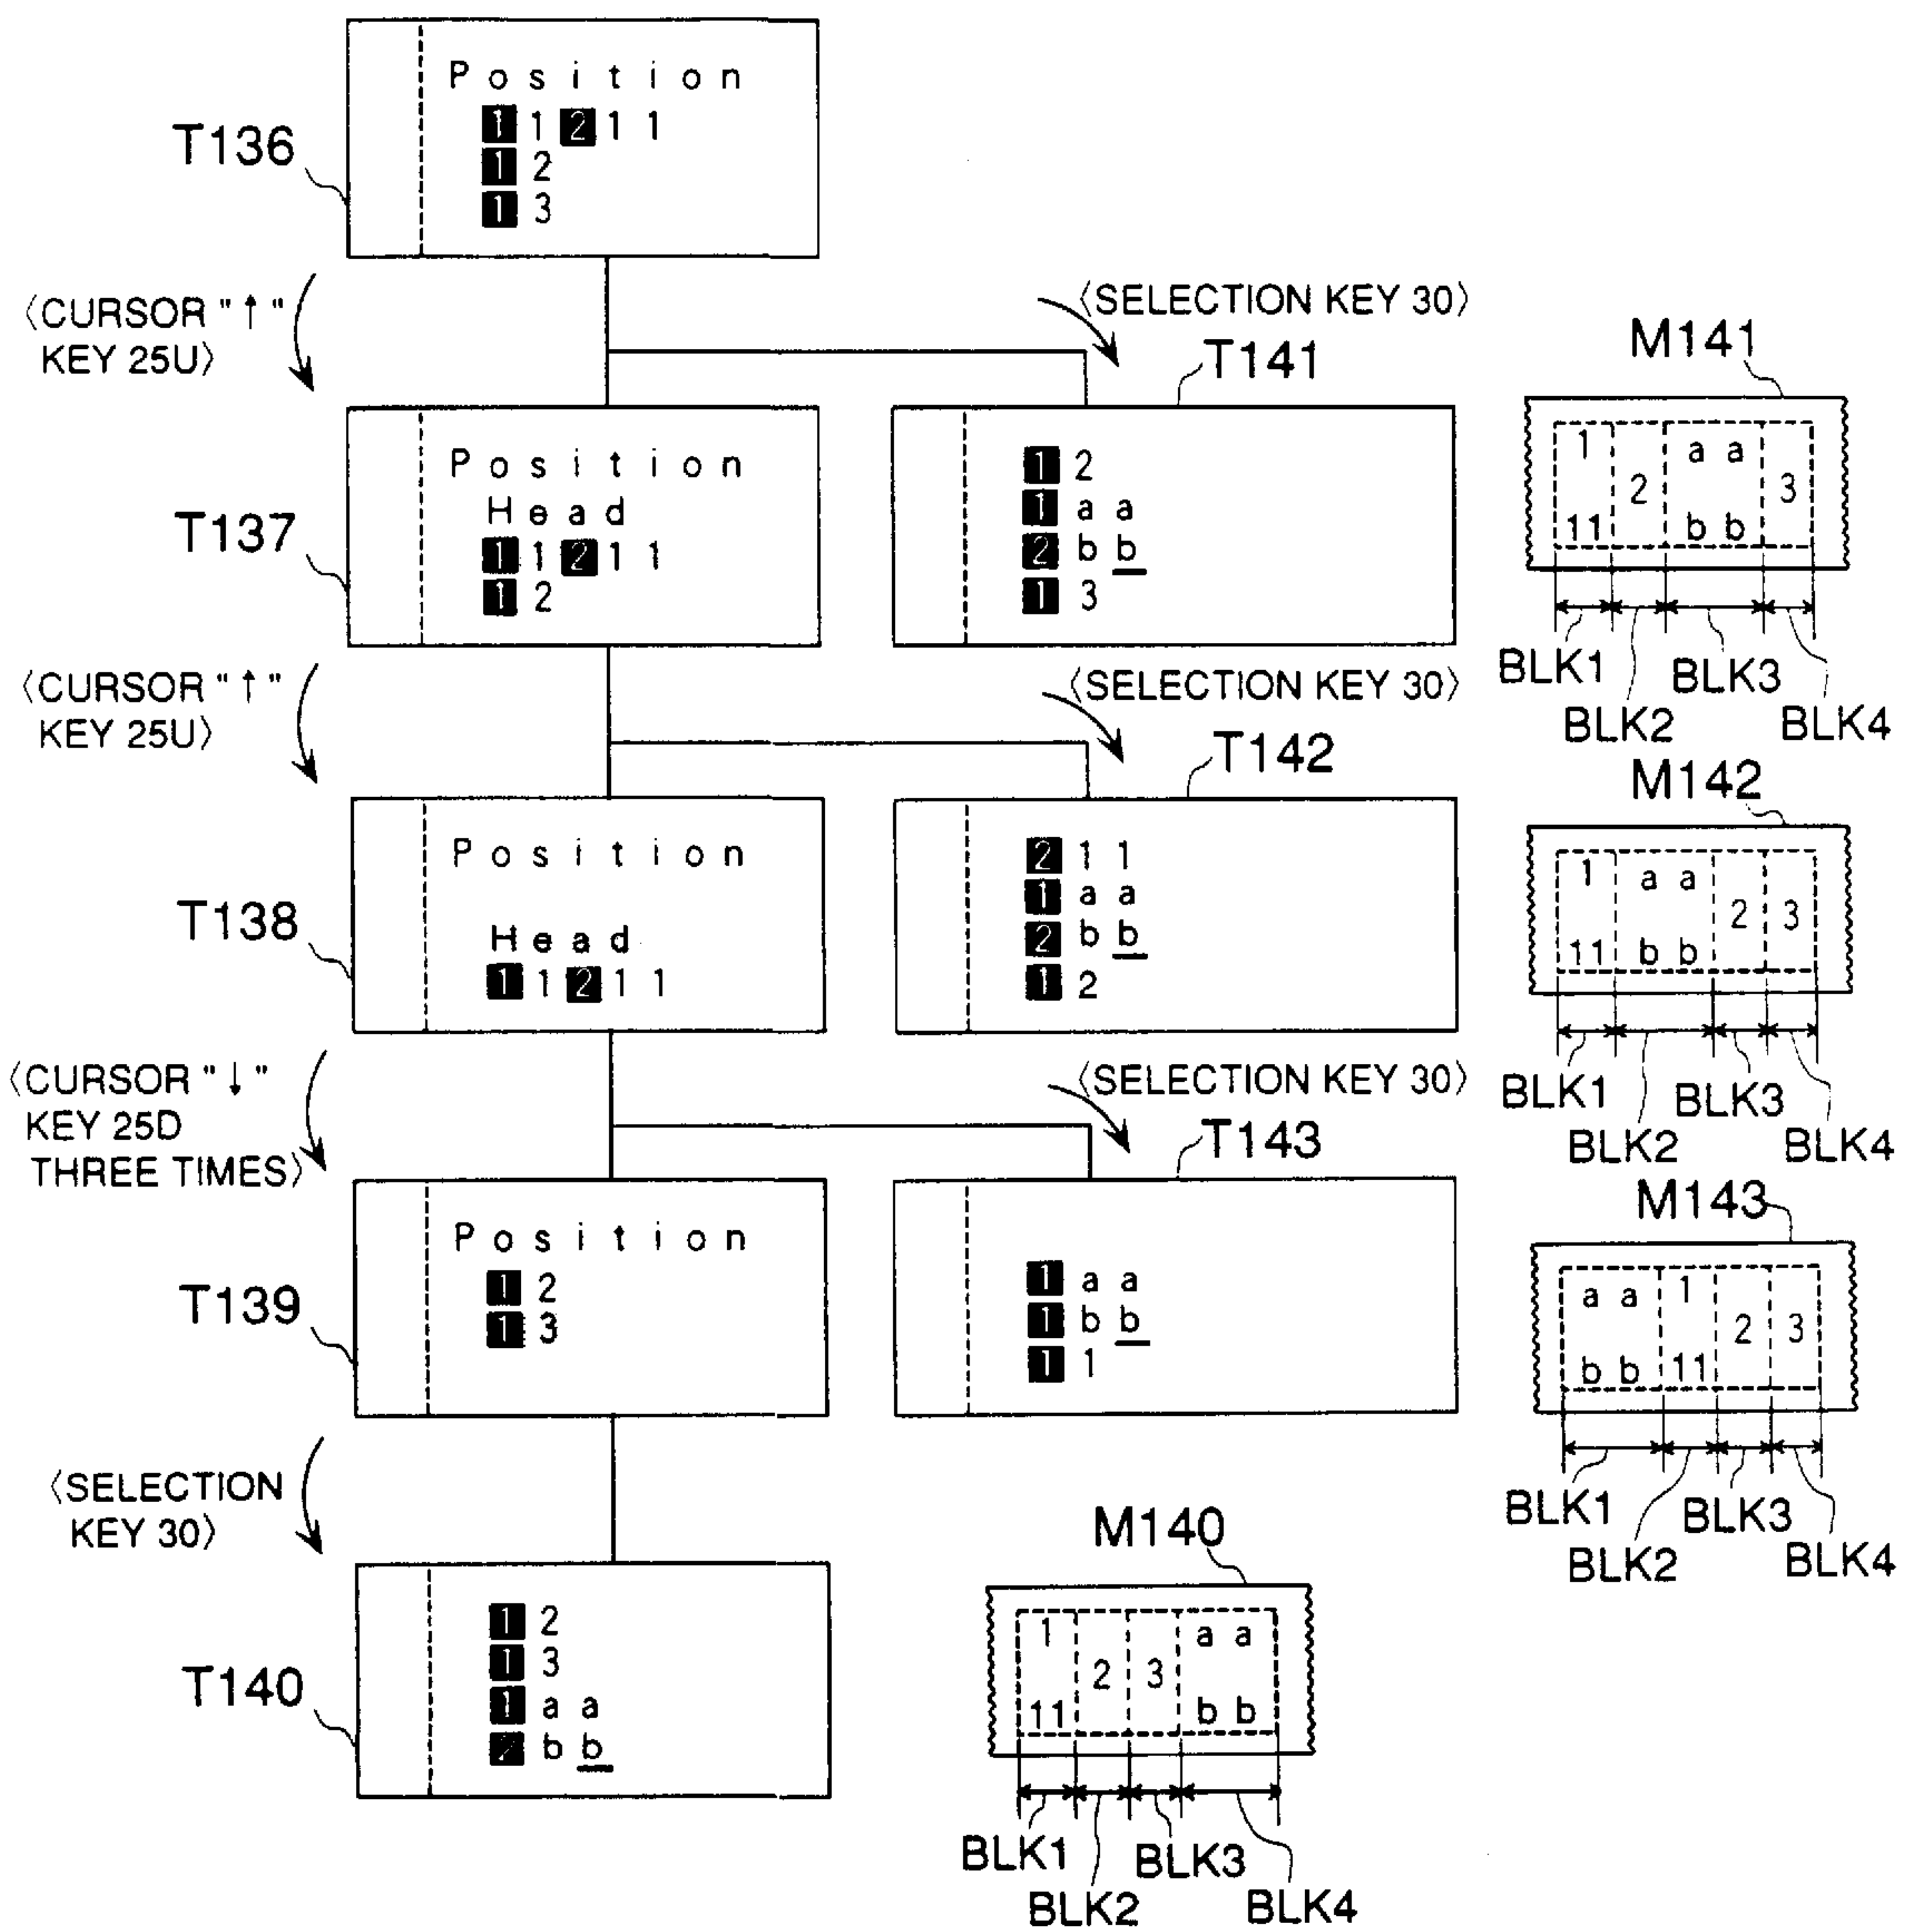 Position
1 1 2 1 1
1 2
1 3
T136
〈CURSOR "↑"
KEY 25U〉
〈SELECTION KEY 30〉
T141
M141
Position
Head
1 1 2 1 1
1 2
T137
1 2
1 a a
2 b b
1 3
1
11
2
a a
b b
3
BLK1
BLK2
BLK3
BLK4
〈CURSOR "↑"
KEY 25U〉
〈SELECTION KEY 30〉
T142
M142
Position
Head
1 1 2 1 1
T138
2 1 1
1 a a
2 b b
1 2
1
11
a a
b b
2
3
BLK1
BLK2
BLK3
BLK4
〈CURSOR "↓"
KEY 25D
THREE TIMES〉
〈SELECTION KEY 30〉
T143
M143
Position
1 2
1 3
T139
1 a a
1 b b
1 1
a a
b b
1
11
2
3
BLK1
BLK2
BLK3
BLK4
〈SELECTION
KEY 30〉
M140
1 2
1 3
1 a a
2 b b
T140
1
11
2
3
a a
b b
BLK1
BLK2
BLK3
BLK4